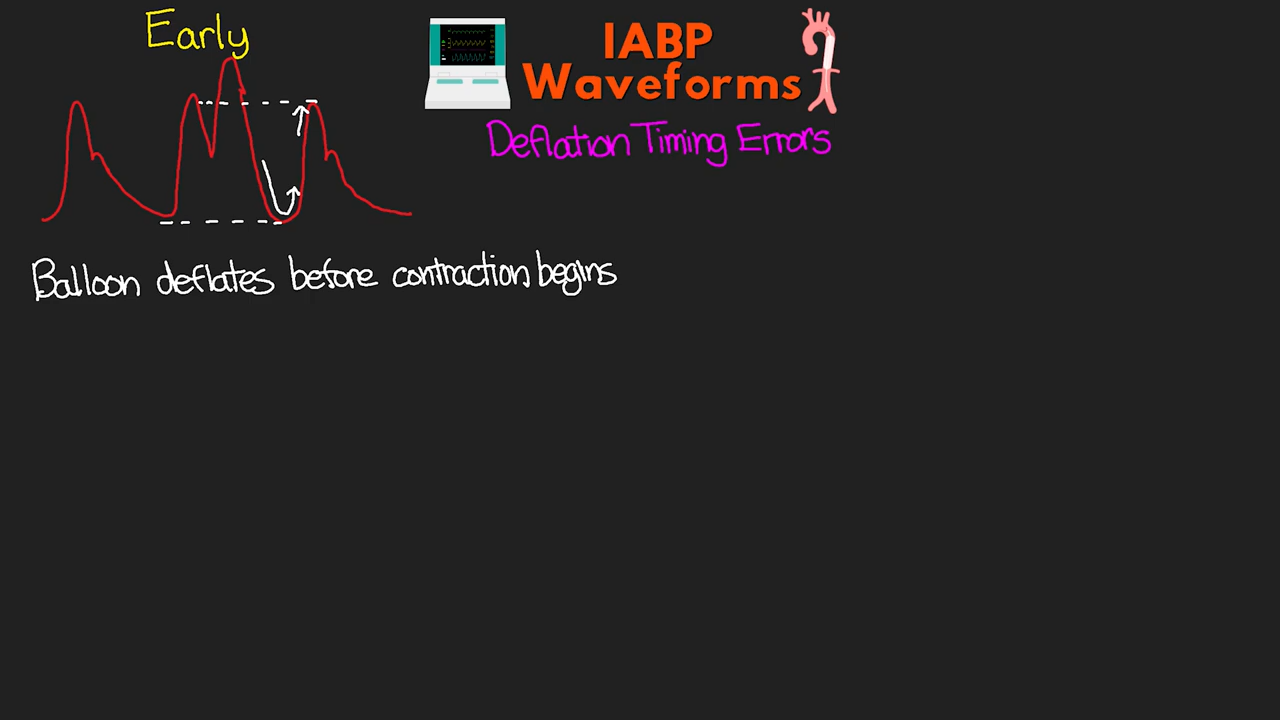 Early
IABP
Waveforms
Deflation Timing Errors
Balloon deflates before contraction begins